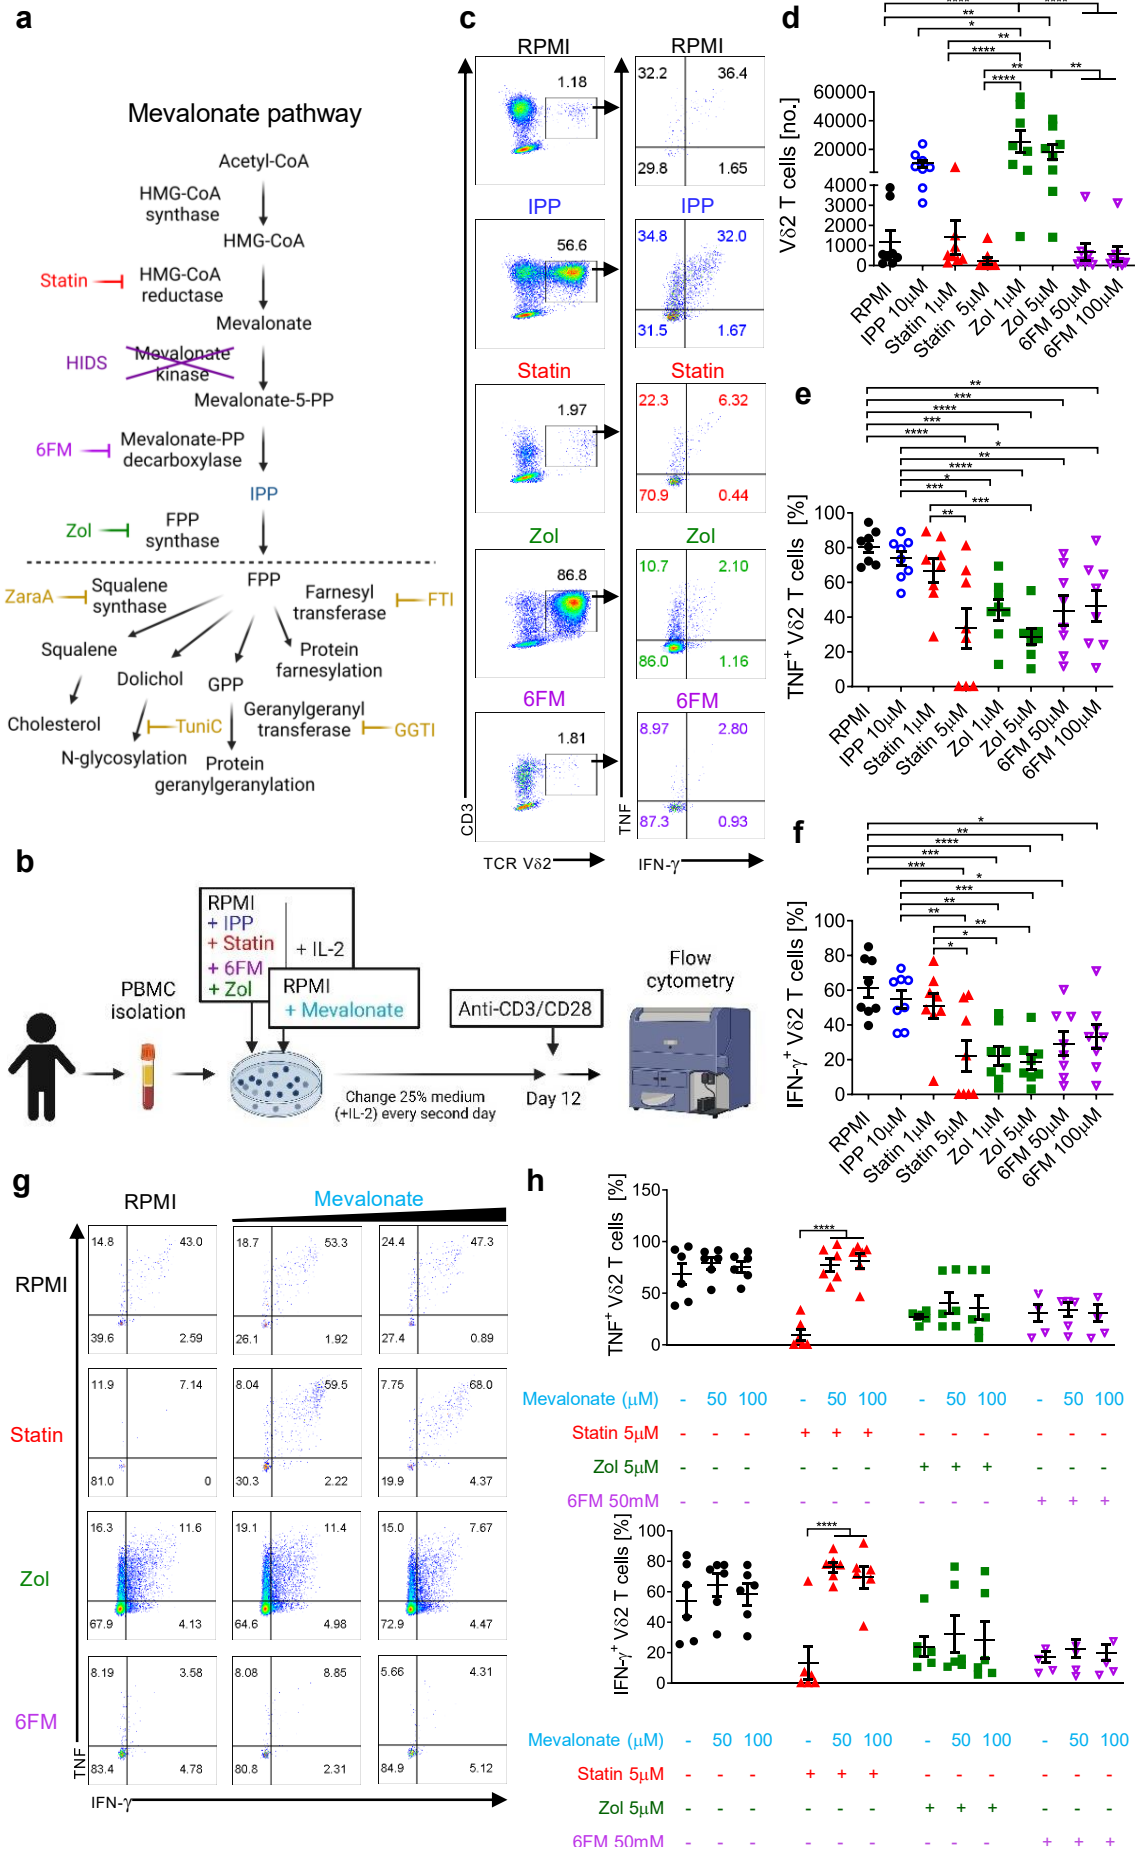 a
Mevalonate pathway
Acetyl-CoA
HMG-CoA
synthase
HMG-CoA
Statin
HMG-CoA
reductase
Mevalonate
HIDS
Mevalonate
kinase
Mevalonate-5-PP
6FM
Mevalonate-PP
decarboxylase
IPP
Zol
FPP
synthase
FPP
ZaraA
Squalene
synthase
Farnesyl
transferase
FTI
Squalene
Dolichol
GPP
Protein
farnesylation
Cholesterol
TuniC
Geranylgeranyl
transferase
GGTI
N-glycosylation
Protein
geranylgeranylation
b
RPMI
+ IPP
+ Statin
+ 6FM
+ Zol
+ IL-2
RPMI
+ Mevalonate
PBMC
isolation
Anti-CD3/CD28
Flow
cytometry
Change 25% medium
(+IL-2) every second day
Day 12
c
RPMI
1.18
RPMI
32.2 36.4
29.8 1.65
IPP
56.6
IPP
34.8 32.0
31.5 1.67
Statin
1.97
Statin
22.3 6.32
70.9 0.44
Zol
86.8
Zol
10.7 2.10
86.0 1.16
6FM
1.81
6FM
8.97 2.80
87.3 0.93
CD3
TCR Vδ2
TNF
IFN-γ
d
**** ****
**
*
**
****
** **
****
Vδ2 T cells [no.]
60000
40000
20000
4000
3000
2000
1000
0
RPMI
IPP 10μM
Statin 1μM
Statin 5μM
Zol 1μM
Zol 5μM
6FM 50μM
6FM 100μM
e
**
***
****
***
****
*
**
****
*
***
***
**
TNF⁺ Vδ2 T cells [%]
100
80
60
40
20
0
RPMI
IPP 10μM
Statin 1μM
Statin 5μM
Zol 1μM
Zol 5μM
6FM 50μM
6FM 100μM
f
*
**
****
***
***
*
***
**
**
**
*
*
IFN-γ⁺ Vδ2 T cells [%]
100
80
60
40
20
0
RPMI
IPP 10μM
Statin 1μM
Statin 5μM
Zol 1μM
Zol 5μM
6FM 50μM
6FM 100μM
g
RPMI
Mevalonate
RPMI
14.8 43.0
39.6 2.59
18.7 53.3
26.1 1.92
24.4 47.3
27.4 0.89
Statin
11.9 7.14
81.0 0
8.04 59.5
30.3 2.22
7.75 68.0
19.9 4.37
Zol
16.3 11.6
67.9 4.13
19.1 11.4
64.6 4.98
15.0 7.67
72.9 4.47
6FM
8.19 3.58
83.4 4.78
8.08 8.85
80.8 2.31
5.66 4.31
84.9 5.12
TNF
IFN-γ
h
TNF⁺ Vδ2 T cells [%]
150
100
50
0
****
Mevalonate (μM) - 50 100 - 50 100 - 50 100 - 50 100
Statin 5μM - - - + + + - - - - - -
Zol 5μM - - - - - - + + + - - -
6FM 50mM - - - - - - - - - + + +
IFN-γ⁺ Vδ2 T cells [%]
100
80
60
40
20
0
****
Mevalonate (μM) - 50 100 - 50 100 - 50 100 - 50 100
Statin 5μM - - - + + + - - - - - -
Zol 5μM - - - - - - + + + - - -
6FM 50mM - - - - - - - - - + + +